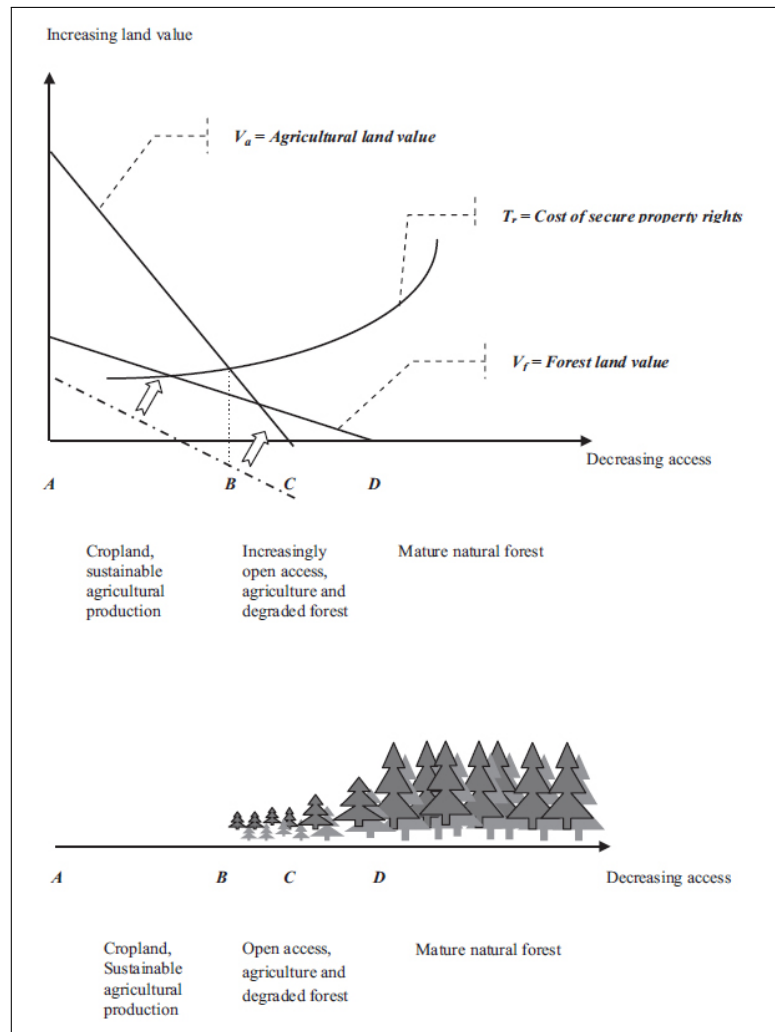 Increasing land value
Va = Agricultural land value
Tr = Cost of secure property rights
Vf = Forest land value
Decreasing access
A B C D
Cropland,
sustainable
agricultural
production
Increasingly
open access,
agriculture and
degraded forest
Mature natural forest
A B C D
Decreasing access
Cropland,
Sustainable
agricultural
production
Open access,
agriculture and
degraded forest
Mature natural forest